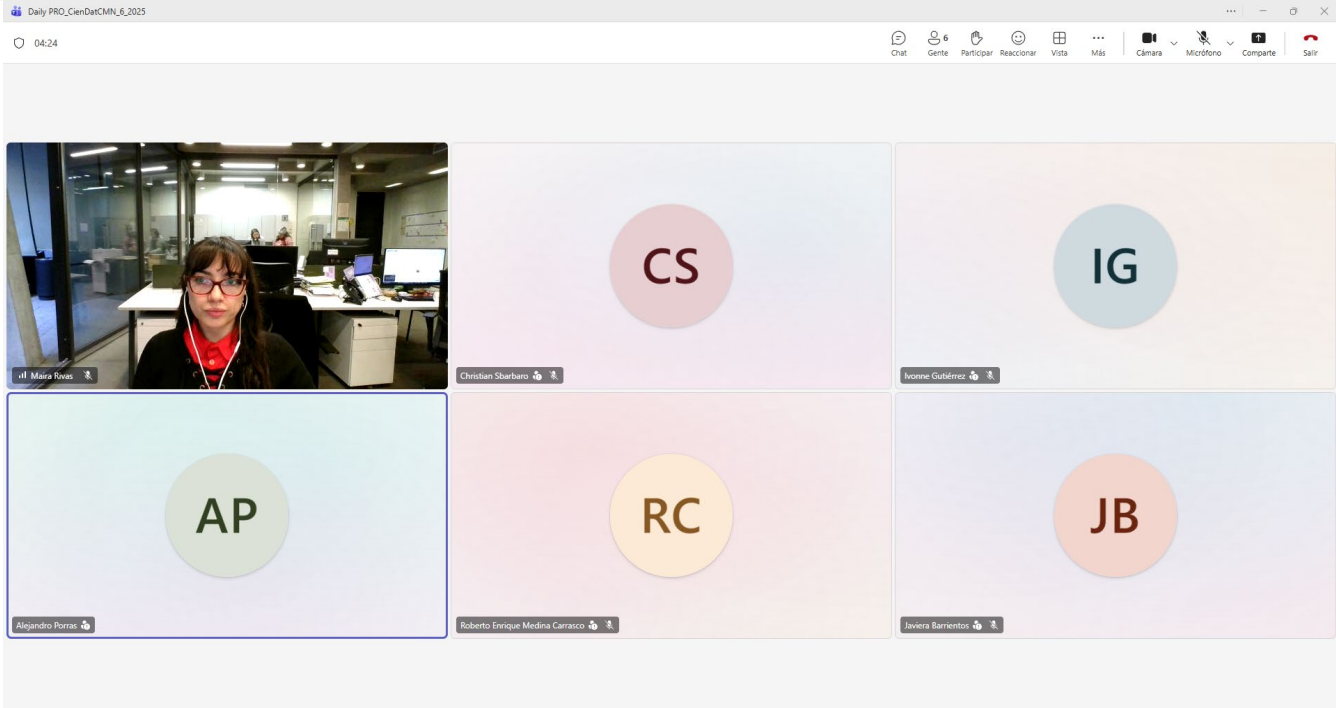 Daily PRO_CienDatCMN_6_2025
04:24
Chat
Gente
6
Participar
Reaccionar
Vista
Más
Cámara
Micrófono
Comparte
Salir
Maira Rivas
CS
Christian Sbarbaro
IG
Ivonne Gutiérrez
AP
Alejandro Porras
RC
Roberto Enrique Medina Carrasco
JB
Javiera Barrientos